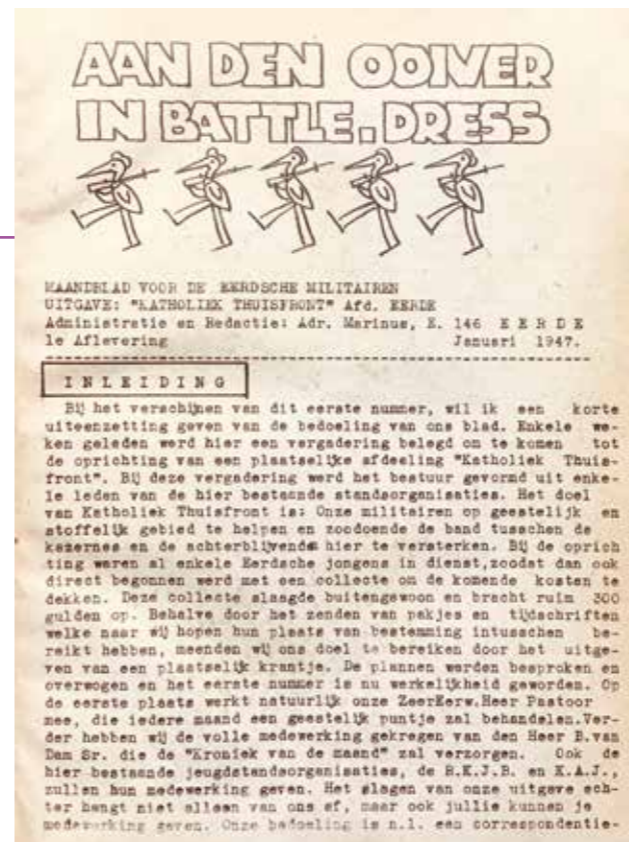 AAN DEN OOIVER
IN BATTLE.DRESS
MAANDBLAD VOOR DE EERDSCHE MILITAIREN
UITGAVE: "KATHOLIEK THUISFRONT" Afd. EERDE
Administratie en Redactie: Adr. Marinus, E. 146 E E R D E
1e Aflevering Januari 1947.
I N L E I D I N G
Bij het verschijnen van dit eerste nummer, wil ik een korte
uiteenzetting geven van de bedoeling van ons blad. Enkele we-
ken geleden werd hier een vergadering belegd om te komen tot
de oprichting van een plaatselijke afdeeling "Katholiek Thuis-
front". Bij deze vergadering werd het bestuur gevormd uit enke-
le leden van de hier bestaande standsorganisaties. Het doel
van Katholiek Thuisfront is: Onze militairen op geestelijk en
stoffelijk gebied te helpen en zoodoende de band tusschen de
kazernes en de achterblijvende hier te versterken. Bij de oprich
ting waren al enkele Eerdsche jongens in dienst,zoodat dan ook
direct begonnen werd met een collecte om de komende kosten te
dekken. Deze collecte slaagde buitengewoon en bracht ruim 300
gulden op. Behalve door het zenden van pakjes en tijdschriften
welke naar wij hopen hun plaats van bestemming intusschen be-
reikt hebben, meenden wij ons doel te bereiken door het uitge-
ven van een plaatselijk krantje. De plannen werden besproken en
overwogen en het eerste nummer is nu werkelijkheid geworden. Op
de eerste plaats werkt natuurlijk onze ZeerEerw.Heer Pastoor
mee, die iedere maand een geestelijk puntje zal behandelen.Ver-
der hebben wij de volle medewerking gekregen van den Heer B.van
Dam Sr. die de "Kroniek van de maand" zal verzorgen. Ook de
hier bestaande jeugdstandsorganisaties, de R.K.J.B. en K.A.J.,
zullen hun medewerking geven. Het slagen van onze uitgave ech-
ter hangt niet alleen van ons af, maar ook jullie kunnen je
medewerking geven. Onze bedoeling is n.l. een correspondentie-